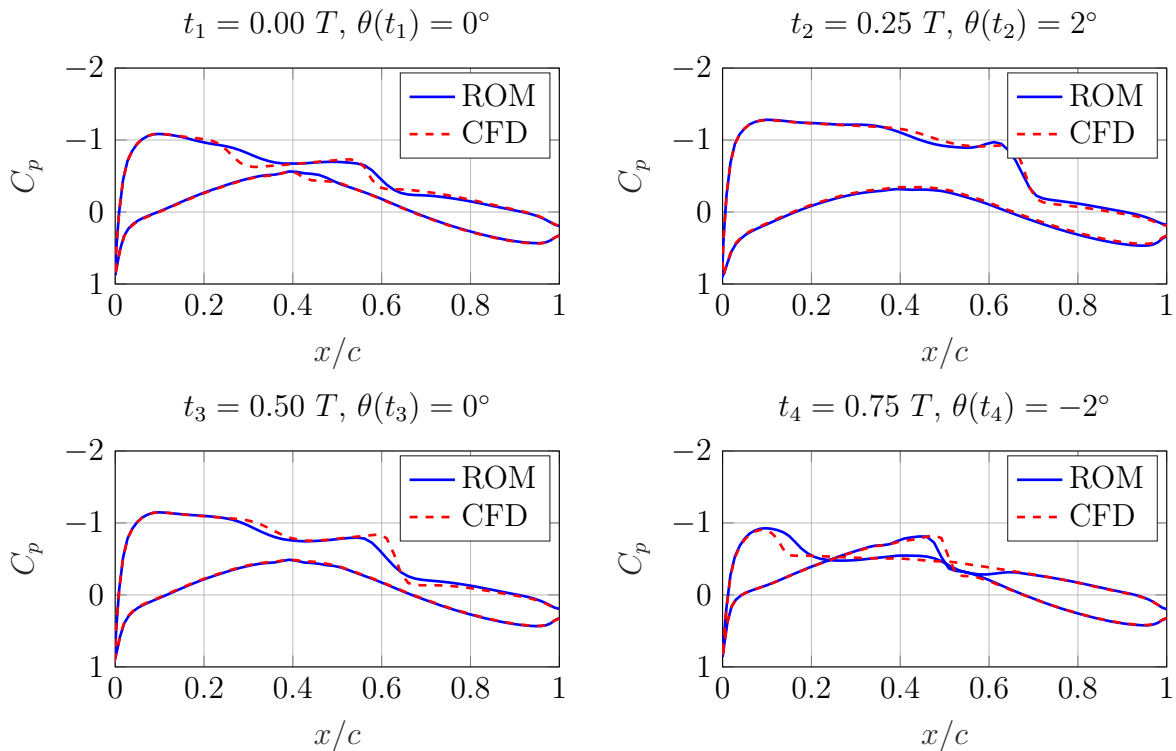 t₁ = 0.00 T, θ(t₁) = 0°
−2
−1
0
1
C_p
0 0.2 0.4 0.6 0.8 1
x/c
ROM
CFD
t₂ = 0.25 T, θ(t₂) = 2°
−2
−1
0
1
C_p
0 0.2 0.4 0.6 0.8 1
x/c
ROM
CFD
t₃ = 0.50 T, θ(t₃) = 0°
−2
−1
0
1
C_p
0 0.2 0.4 0.6 0.8 1
x/c
ROM
CFD
t₄ = 0.75 T, θ(t₄) = −2°
−2
−1
0
1
C_p
0 0.2 0.4 0.6 0.8 1
x/c
ROM
CFD